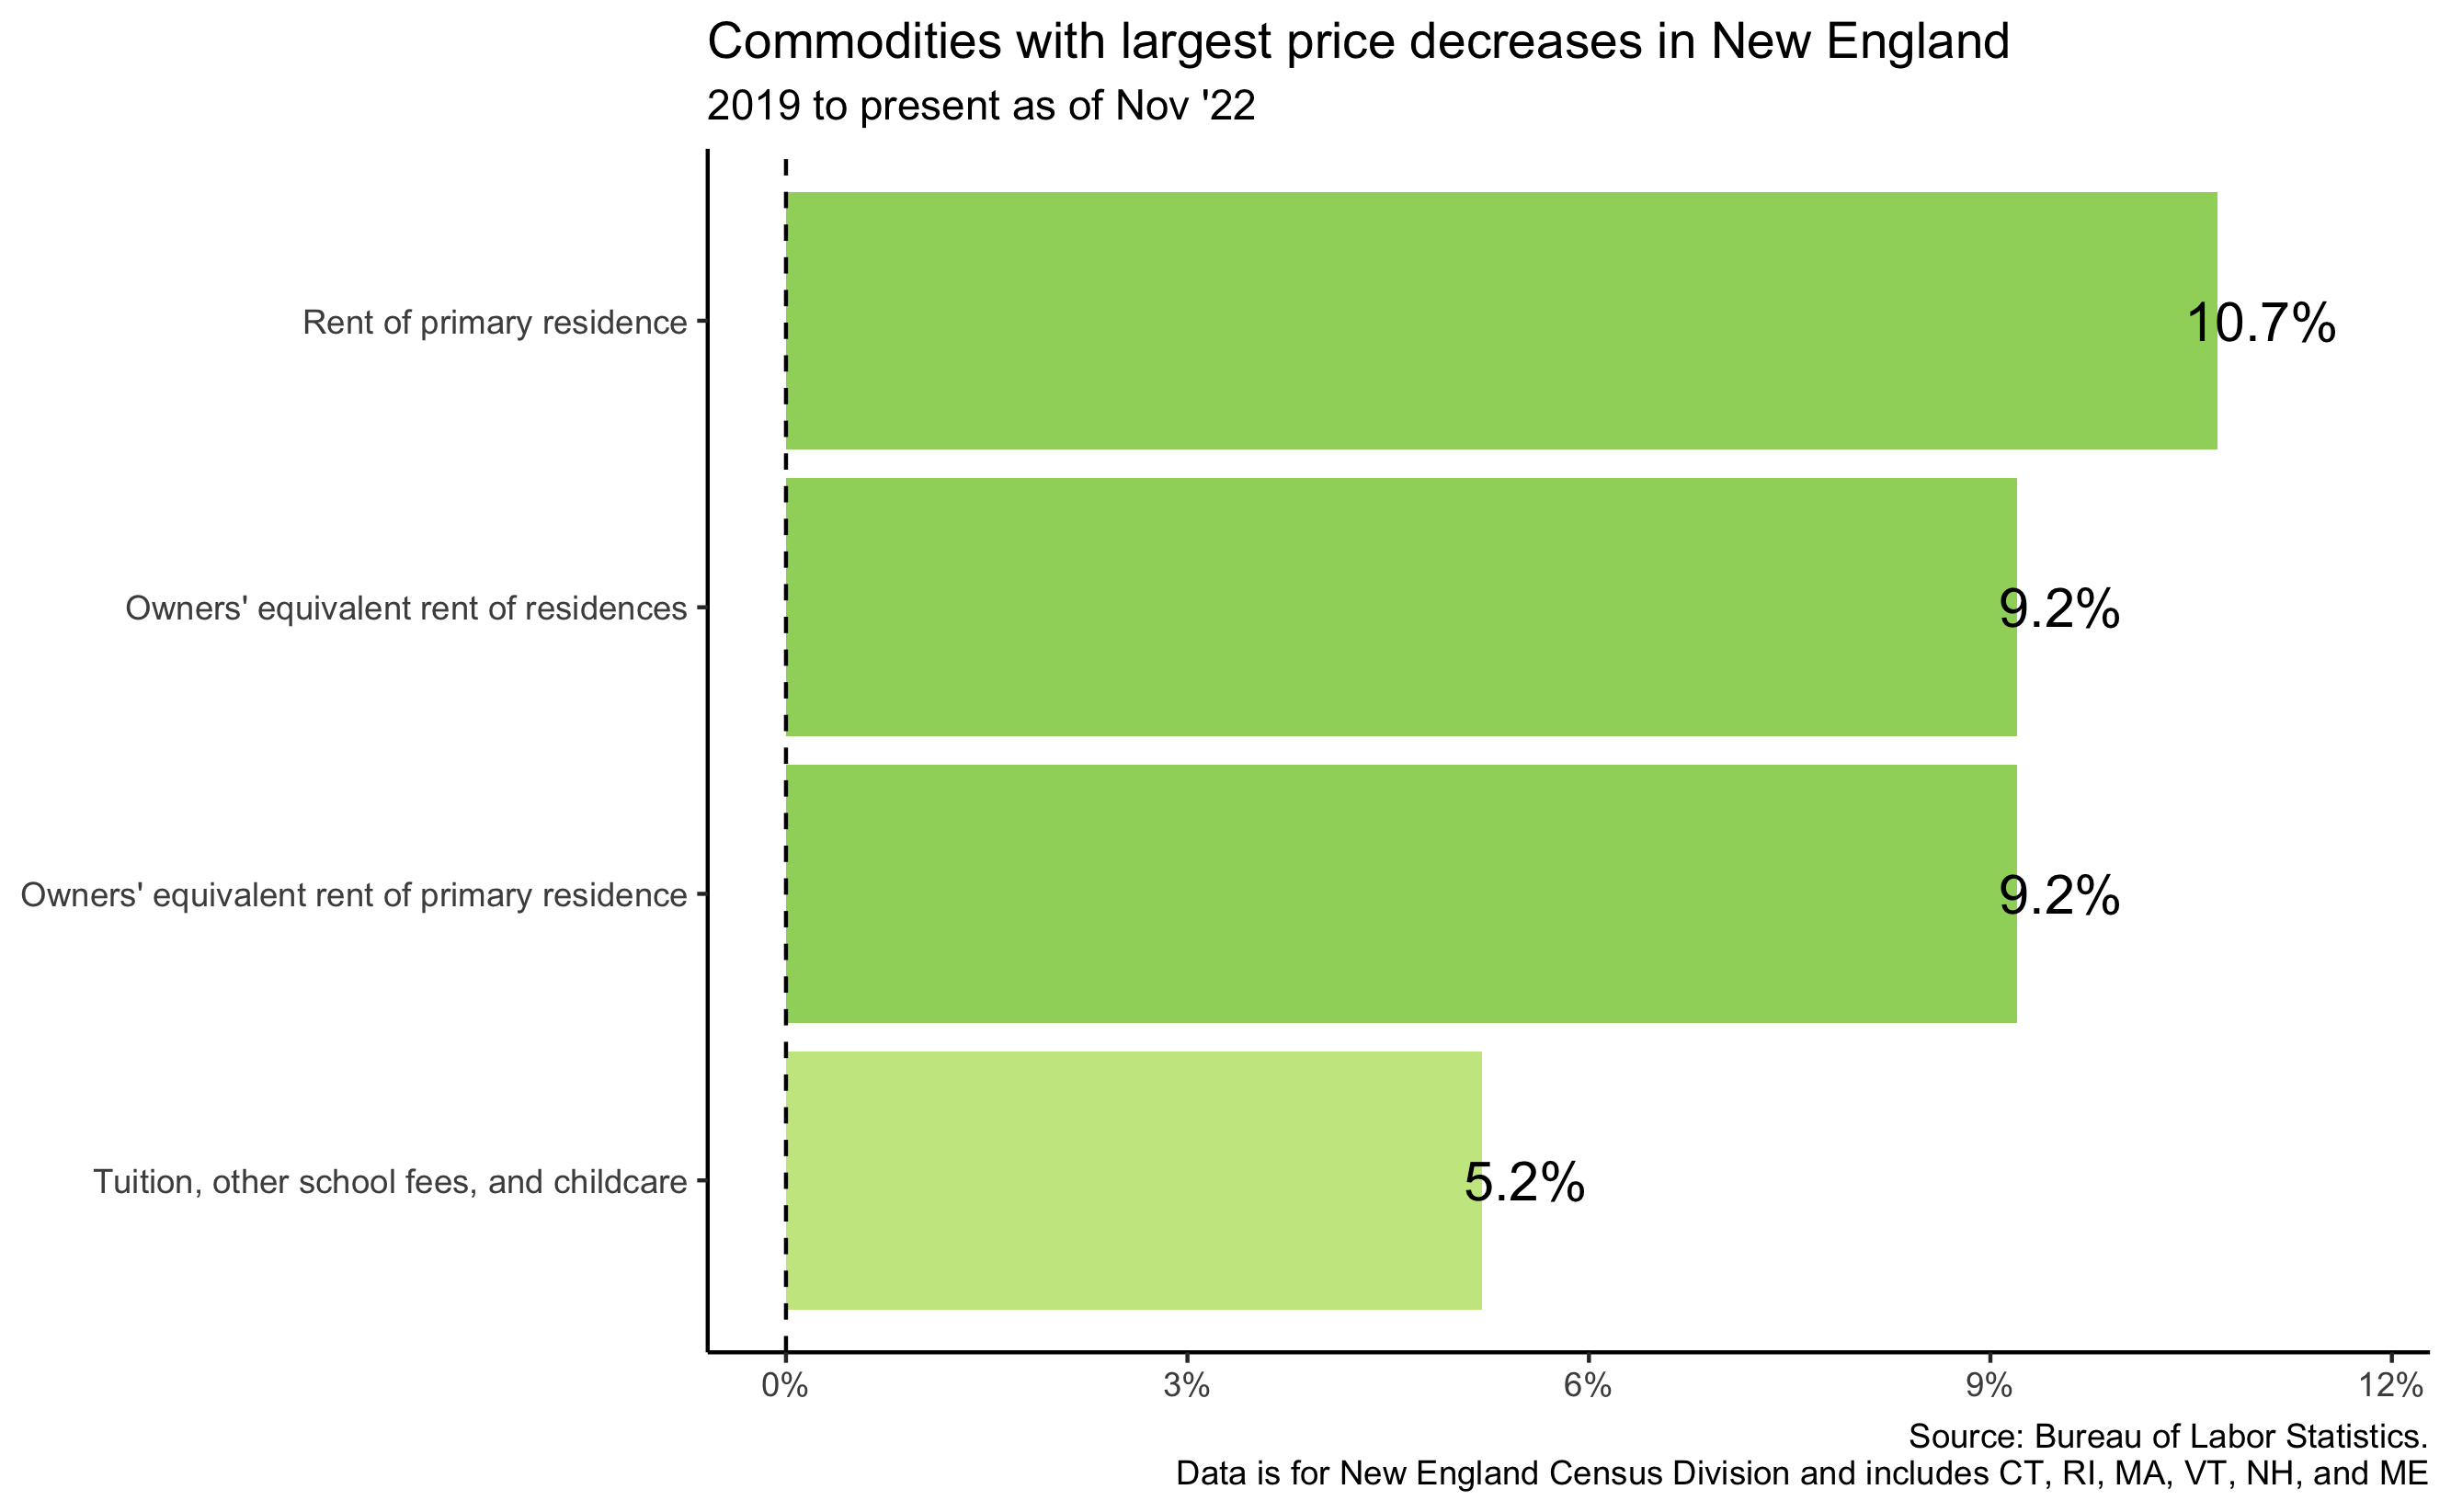 Commodities with largest price decreases in New England
2019 to present as of Nov '22
Rent of primary residence
10.7%
Owners' equivalent rent of residences
9.2%
Owners' equivalent rent of primary residence
9.2%
Tuition, other school fees, and childcare
5.2%
0%
3%
6%
9%
12%
Source: Bureau of Labor Statistics.
Data is for New England Census Division and includes CT, RI, MA, VT, NH, and ME